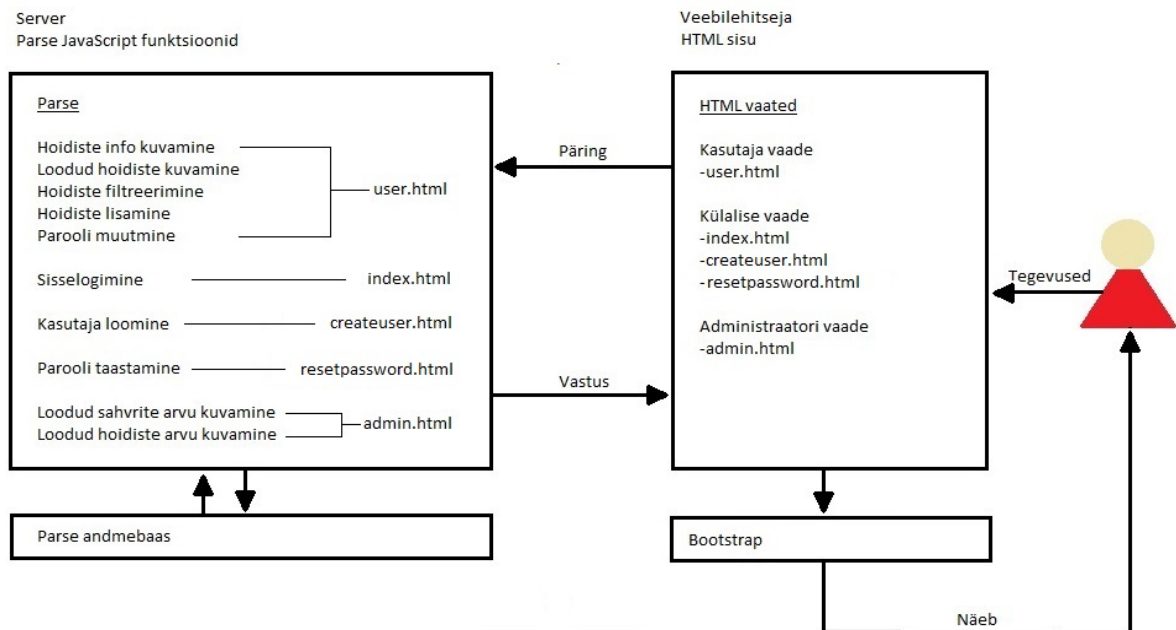 Server
Parse JavaScript funktsioonid
Parse
Hoidiste info kuvamine
Loodud hoidiste kuvamine
Hoidiste filtreerimine
Hoidiste lisamine
Parooli muutmine
user.html
Sisselogimine
index.html
Kasutaja loomine
createuser.html
Parooli taastamine
resetpassword.html
Loodud sahvrite arvu kuvamine
Loodud hoidiste arvu kuvamine
admin.html
Parse andmebaas
Päring
Vastus
Veebilehitseja
HTML sisu
HTML vaated
Kasutaja vaade
-user.html
Külalise vaade
-index.html
-createuser.html
-resetpassword.html
Administraatori vaade
-admin.html
Bootstrap
Tegevused
Näeb